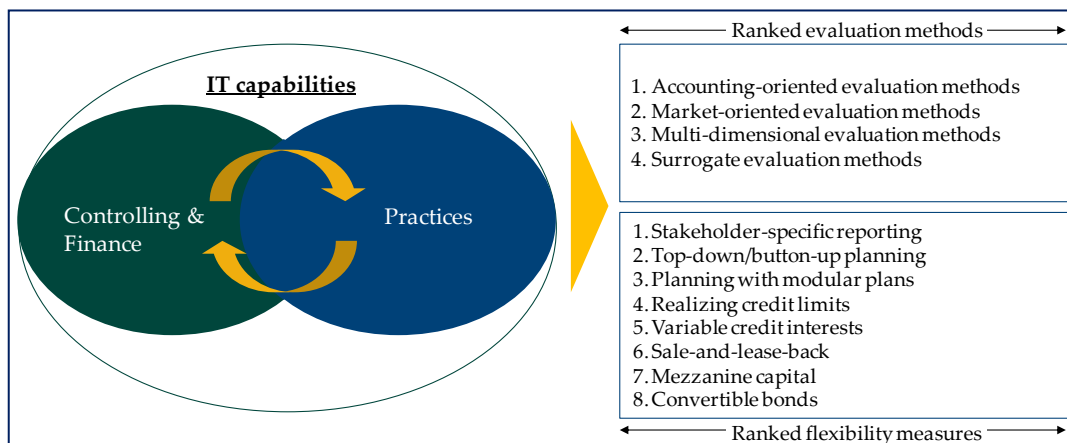 IT capabilities
Controlling &
Finance
Practices
Ranked evaluation methods
1. Accounting-oriented evaluation methods
2. Market-oriented evaluation methods
3. Multi-dimensional evaluation methods
4. Surrogate evaluation methods
1. Stakeholder-specific reporting
2. Top-down/button-up planning
3. Planning with modular plans
4. Realizing credit limits
5. Variable credit interests
6. Sale-and-lease-back
7. Mezzanine capital
8. Convertible bonds
Ranked flexibility measures